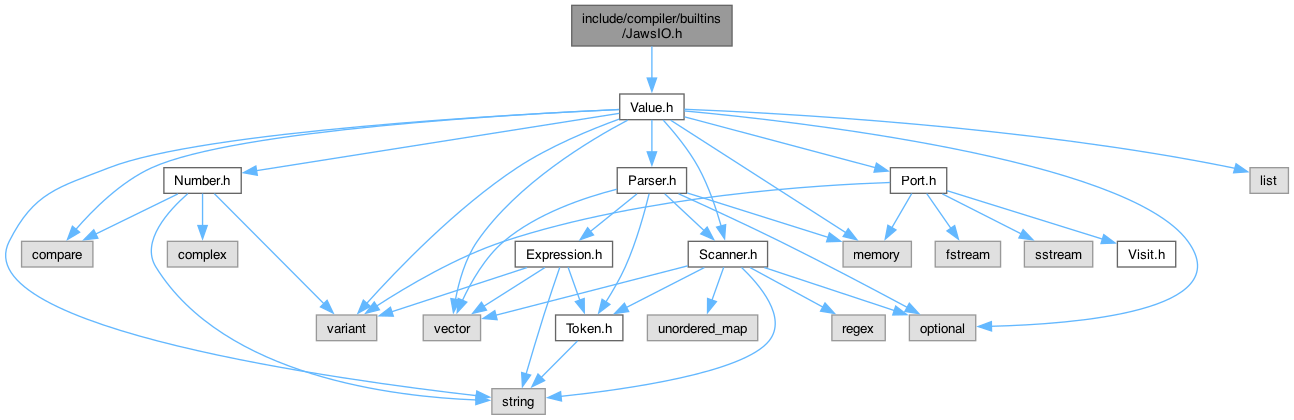 include/compiler/builtins
/JawsIO.h
Value.h
Number.h
Parser.h
Port.h
list
compare
complex
Expression.h
Scanner.h
memory
fstream
sstream
Visit.h
variant
vector
Token.h
unordered_map
regex
optional
string